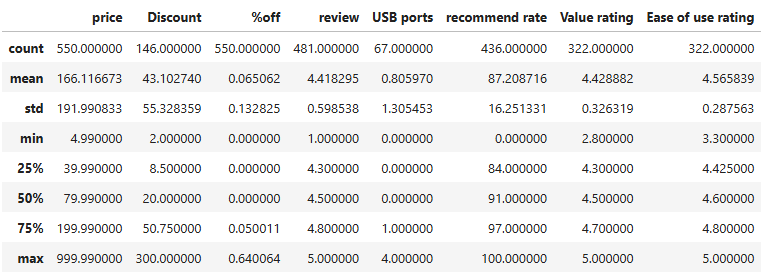 price Discount %off review USB ports recommend rate Value rating Ease of use rating
count 550.000000 146.000000 550.000000 481.000000 67.000000 436.000000 322.000000 322.000000
mean 166.116673 43.102740 0.065062 4.418295 0.805970 87.208716 4.428882 4.565839
std 191.990833 55.328359 0.132825 0.598538 1.305453 16.251331 0.326319 0.287563
min 4.990000 2.000000 0.000000 1.000000 0.000000 0.000000 2.800000 3.300000
25% 39.990000 8.500000 0.000000 4.300000 0.000000 84.000000 4.300000 4.425000
50% 79.990000 20.000000 0.000000 4.500000 0.000000 91.000000 4.500000 4.600000
75% 199.990000 50.750000 0.050011 4.800000 1.000000 97.000000 4.700000 4.800000
max 999.990000 300.000000 0.640064 5.000000 4.000000 100.000000 5.000000 5.000000